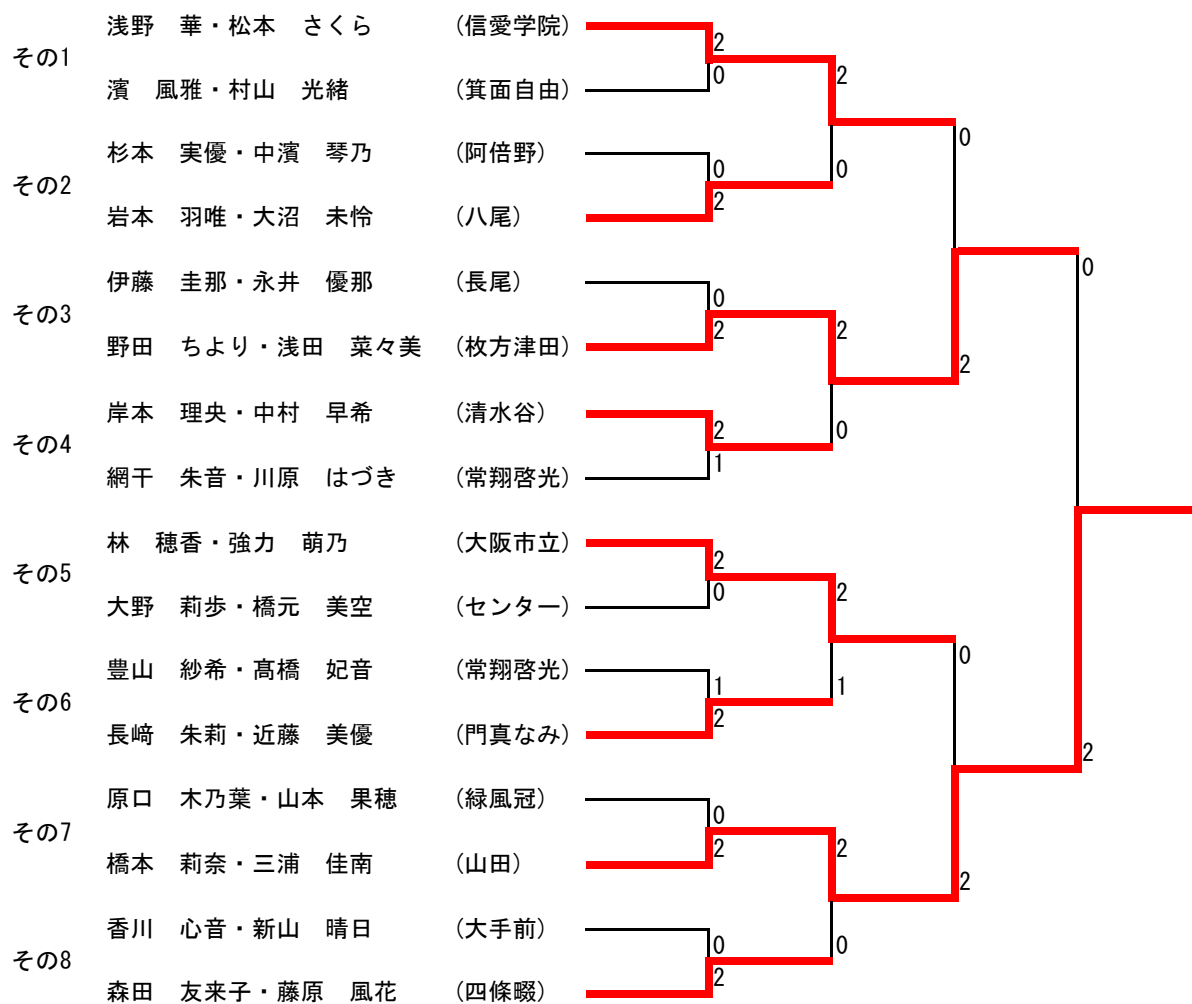 浅野　華・松本　さくら　（信愛学院）
その1
2
0
2
濱　風雅・村山　光緒　（箕面自由）
0
杉本　実優・中濱　琴乃　（阿倍野）
0
0
その2
2
岩本　羽唯・大沼　未怜　（八尾）
伊藤　圭那・永井　優那　（長尾）
0
0
その3
2
2
野田　ちより・浅田　菜々美　（枚方津田）
2
岸本　理央・中村　早希　（清水谷）
2
0
その4
1
網干　朱音・川原　はづき　（常翔啓光）
林　穂香・強力　萌乃　（大阪市立）
2
その5
0
2
大野　莉歩・橋元　美空　（センター）
0
豊山　紗希・髙橋　妃音　（常翔啓光）
1
1
その6
2
長﨑　朱莉・近藤　美優　（門真なみ）
2
原口　木乃葉・山本　果穂　（緑風冠）
0
その7
2
2
橋本　莉奈・三浦　佳南　（山田）
2
香川　心音・新山　晴日　（大手前）
0
0
その8
2
森田　友来子・藤原　風花　（四條畷）